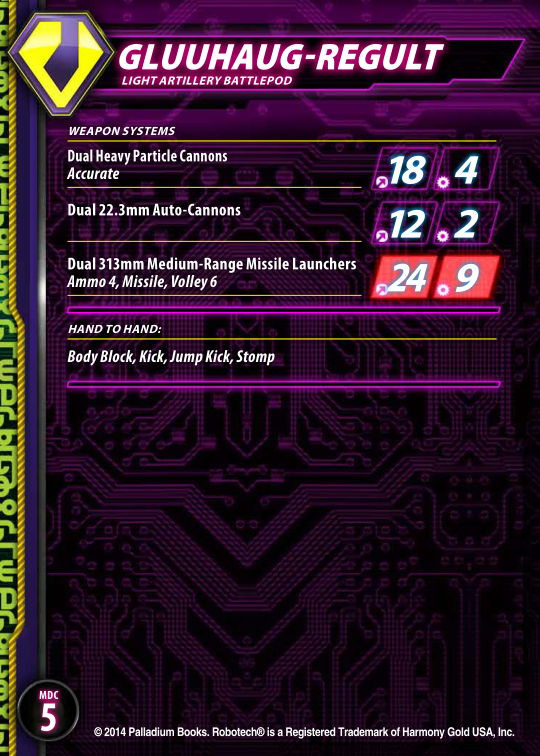 GLUUHAUG-REGULT
LIGHT ARTILLERY BATTLEPOD
WEAPON SYSTEMS
Dual Heavy Particle Cannons
Accurate
18 4
Dual 22.3mm Auto-Cannons
12 2
Dual 313mm Medium-Range Missile Launchers
Ammo 4, Missile, Volley 6
24 9
HAND TO HAND:
Body Block, Kick, Jump Kick, Stomp
MDC
5
© 2014 Palladium Books. Robotech® is a Registered Trademark of Harmony Gold USA, Inc.